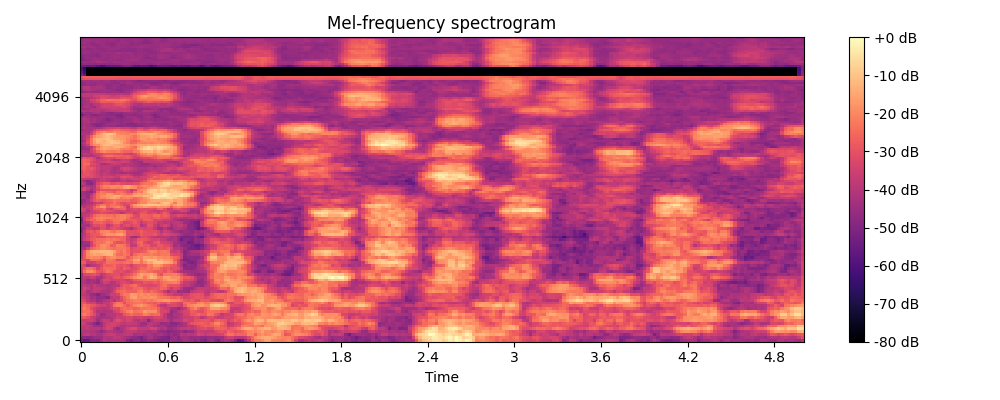 Mel-frequency spectrogram
+0 dB
-10 dB
-20 dB
-30 dB
-40 dB
-50 dB
-60 dB
-70 dB
-80 dB
Hz
4096
2048
1024
512
0
0 0.6 1.2 1.8 2.4 3 3.6 4.2 4.8
Time